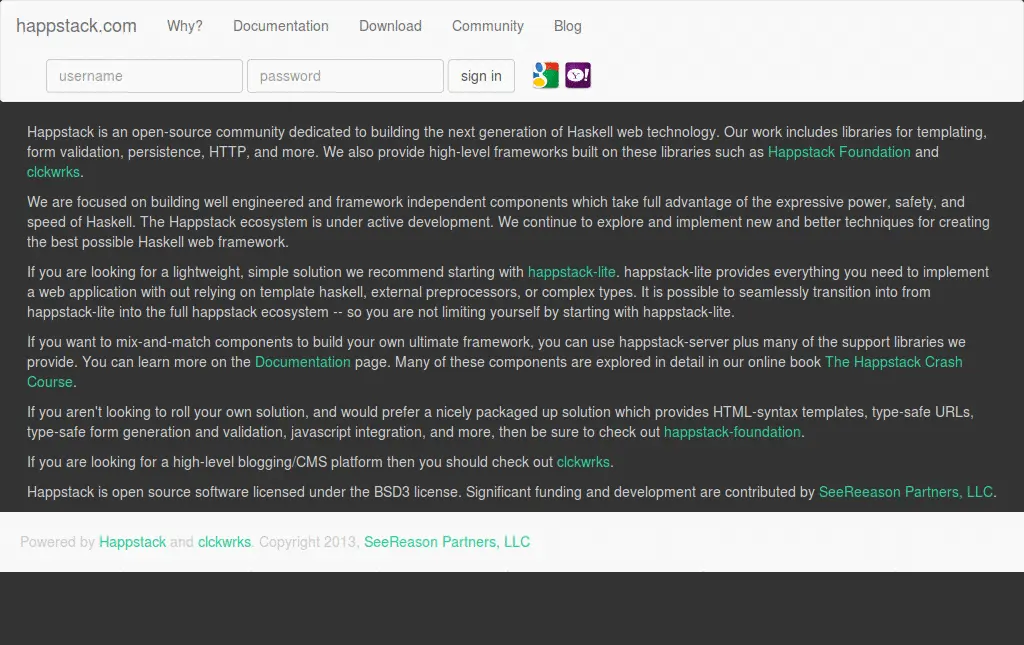 happstack.com Why? Documentation Download Community Blog
username password sign in
Happstack is an open-source community dedicated to building the next generation of Haskell web technology. Our work includes libraries for templating,
form validation, persistence, HTTP, and more. We also provide high-level frameworks built on these libraries such as Happstack Foundation and
clckwrks.
We are focused on building well engineered and framework independent components which take full advantage of the expressive power, safety, and
speed of Haskell. The Happstack ecosystem is under active development. We continue to explore and implement new and better techniques for creating
the best possible Haskell web framework.
If you are looking for a lightweight, simple solution we recommend starting with happstack-lite. happstack-lite provides everything you need to implement
a web application with out relying on template haskell, external preprocessors, or complex types. It is possible to seamlessly transition into from
happstack-lite into the full happstack ecosystem -- so you are not limiting yourself by starting with happstack-lite.
If you want to mix-and-match components to build your own ultimate framework, you can use happstack-server plus many of the support libraries we
provide. You can learn more on the Documentation page. Many of these components are explored in detail in our online book The Happstack Crash
Course.
If you aren't looking to roll your own solution, and would prefer a nicely packaged up solution which provides HTML-syntax templates, type-safe URLs,
type-safe form generation and validation, javascript integration, and more, then be sure to check out happstack-foundation.
If you are looking for a high-level blogging/CMS platform then you should check out clckwrks.
Happstack is open source software licensed under the BSD3 license. Significant funding and development are contributed by SeeReeason Partners, LLC.
Powered by Happstack and clckwrks. Copyright 2013, SeeReason Partners, LLC